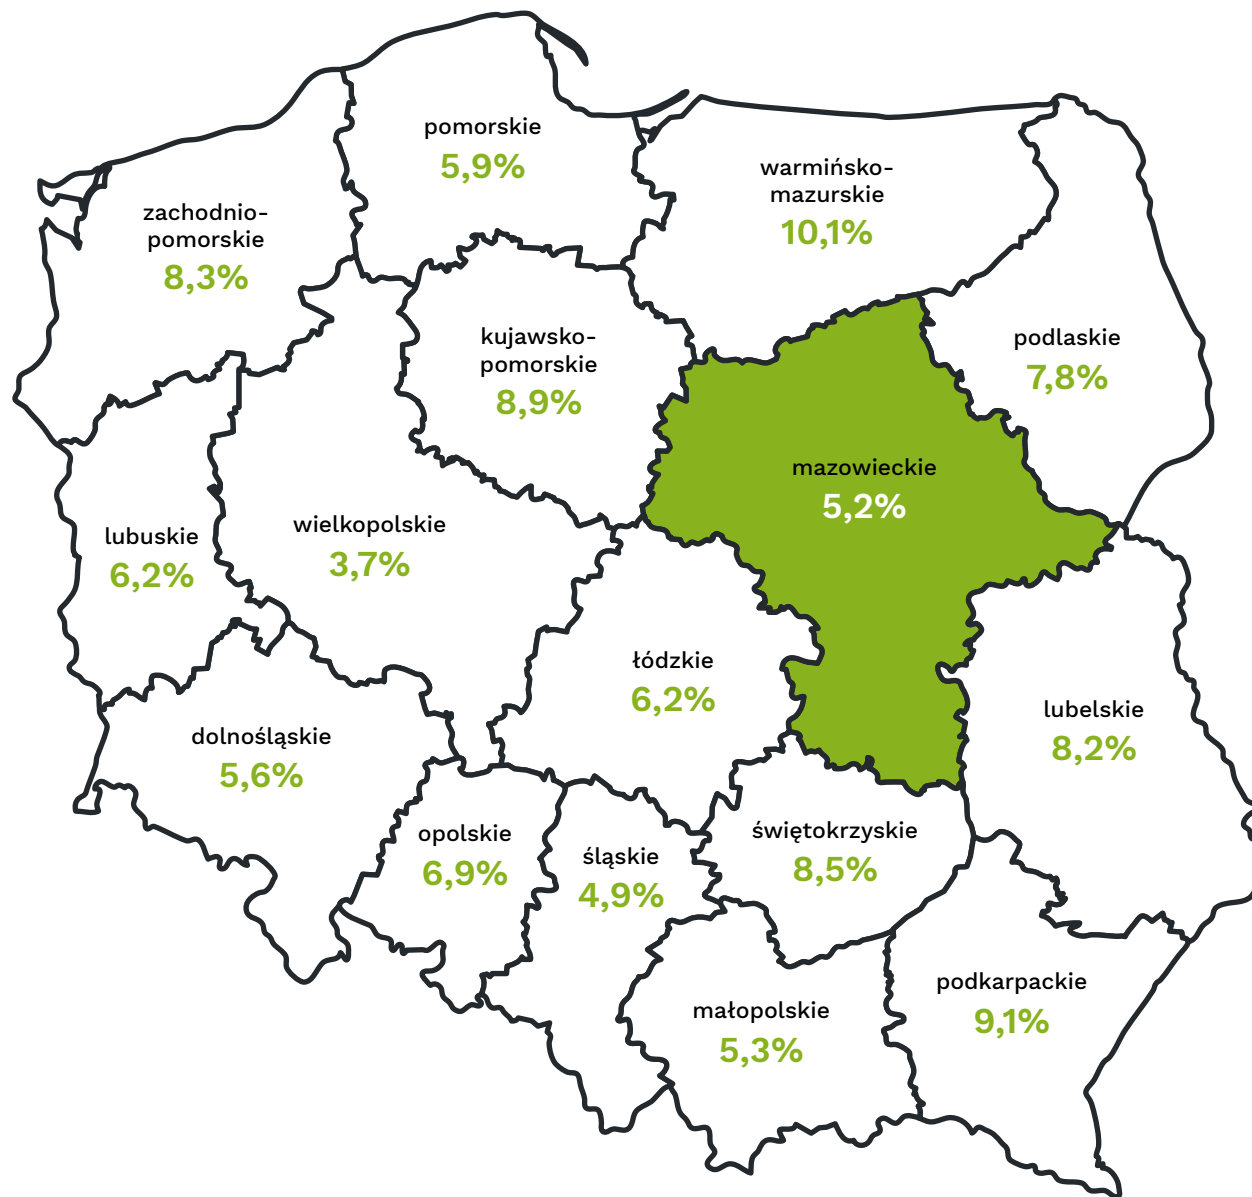 pomorskie
5,9%
warmińsko-
mazurskie
10,1%
zachodnio-
pomorskie
8,3%
kujawsko-
pomorskie
8,9%
podlaskie
7,8%
mazowieckie
5,2%
wielkopolskie
3,7%
lubuskie
6,2%
łódzkie
6,2%
lubelskie
8,2%
dolnośląskie
5,6%
opolskie
6,9%
śląskie
4,9%
świętokrzyskie
8,5%
podkarpackie
9,1%
małopolskie
5,3%